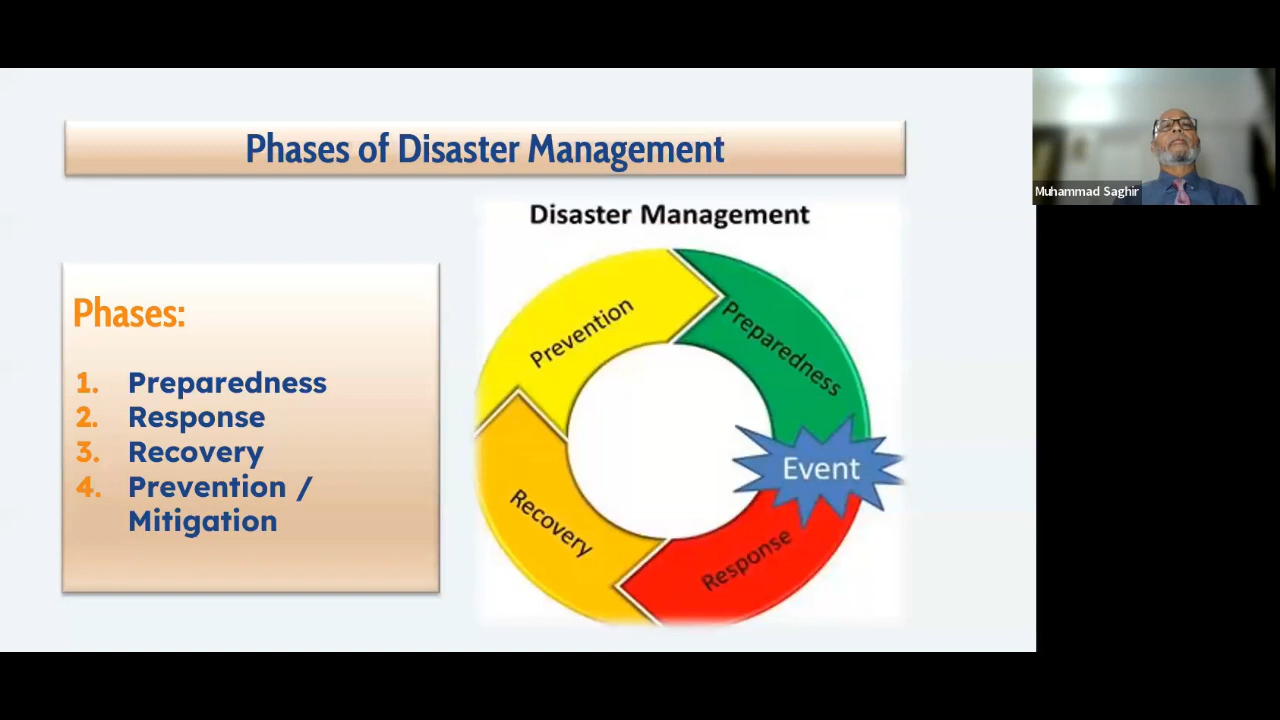 Phases of Disaster Management
Muhammad Saghir
Disaster Management
Phases:
1. Preparedness
2. Response
3. Recovery
4. Prevention /
Mitigation
Prevention
Preparedness
Event
Recovery
Response